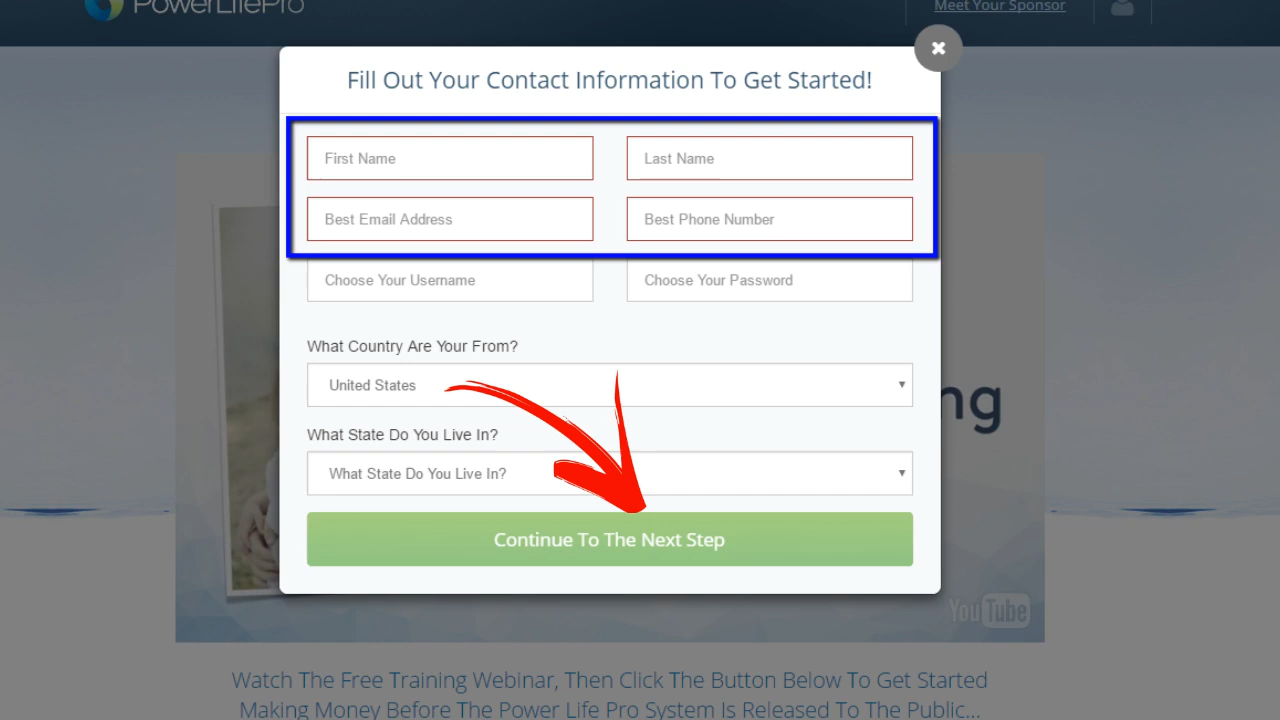 PowerLifePro
Meet Your Sponsor
Fill Out Your Contact Information To Get Started!
First Name
Last Name
Best Email Address
Best Phone Number
Choose Your Username
Choose Your Password
What Country Are Your From?
United States
ng
What State Do You Live In?
What State Do You Live In?
Continue To The Next Step
YouTube
Watch The Free Training Webinar, Then Click The Button Below To Get Started
Making Money Before The Power Life Pro System Is Released To The Public...